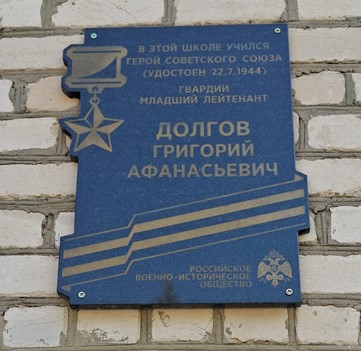 В ЭТОЙ ШКОЛЕ УЧИЛСЯ
ГЕРОЙ СОВЕТСКОГО СОЮЗА
(УДОСТОЕН 22.7.1944)
ГВАРДИИ
МЛАДШИЙ ЛЕЙТЕНАНТ
ДОЛГОВ
ГРИГОРИЙ
АФАНАСЬЕВИЧ
РОССИЙСКОЕ
ВОЕННО-ИСТОРИЧЕСКОЕ
ОБЩЕСТВО